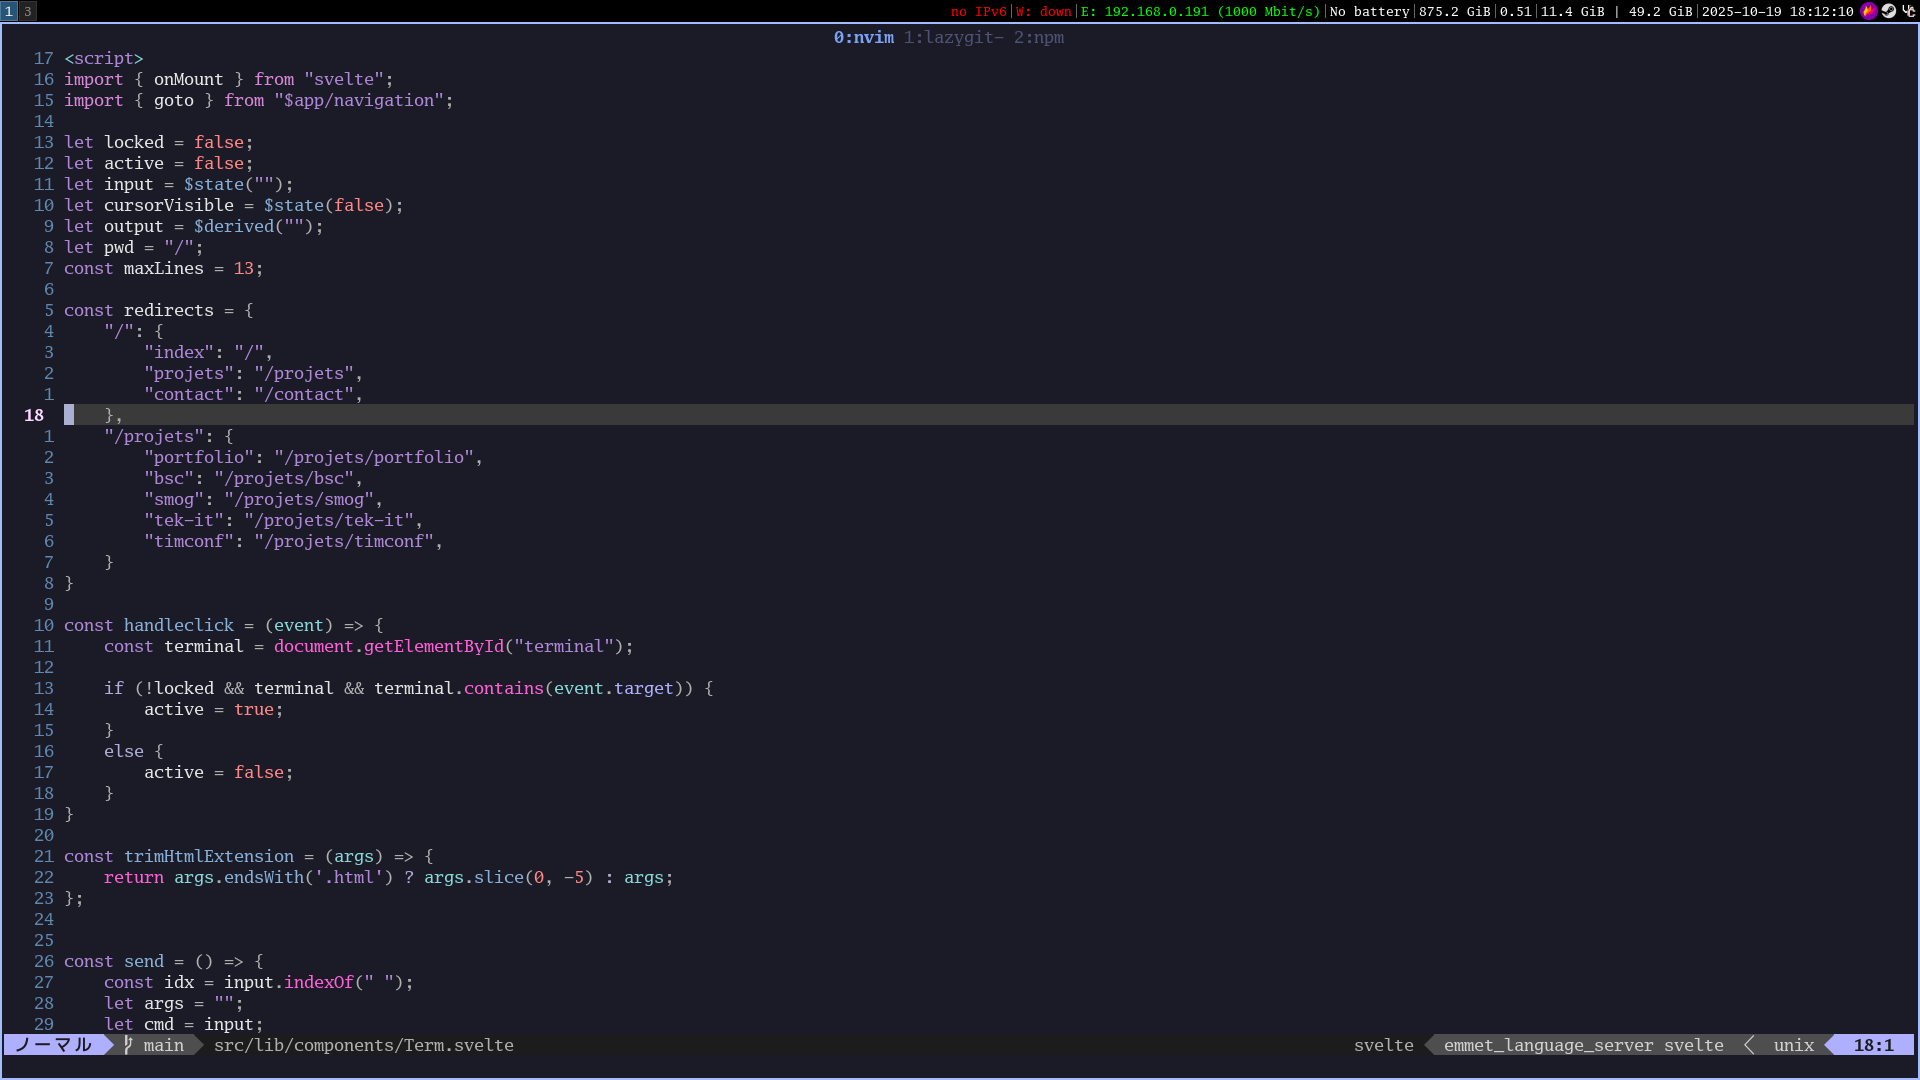 1 3 no IPv6|W: down|E: 192.168.0.191 (1000 Mbit/s)|No battery|875.2 GiB|0.51|11.4 GiB | 49.2 GiB|2025-10-19 18:12:10
0:nvim 1:lazygit- 2:npm
17 <script>
16 import { onMount } from "svelte";
15 import { goto } from "$app/navigation";
14
13 let locked = false;
12 let active = false;
11 let input = $state("");
10 let cursorVisible = $state(false);
9 let output = $derived("");
8 let pwd = "/";
7 const maxLines = 13;
6
5 const redirects = {
4     "/": {
3         "index": "/",
2         "projets": "/projets",
1         "contact": "/contact",
18     },
1     "/projets": {
2         "portfolio": "/projets/portfolio",
3         "bsc": "/projets/bsc",
4         "smog": "/projets/smog",
5         "tek-it": "/projets/tek-it",
6         "timconf": "/projets/timconf",
7     }
8 }
9
10 const handleclick = (event) => {
11     const terminal = document.getElementById("terminal");
12
13     if (!locked && terminal && terminal.contains(event.target)) {
14         active = true;
15     }
16     else {
17         active = false;
18     }
19 }
20
21 const trimHtmlExtension = (args) => {
22     return args.endsWith('.html') ? args.slice(0, -5) : args;
23 };
24
25
26 const send = () => {
27     const idx = input.indexOf(" ");
28     let args = "";
29     let cmd = input;
ノーマル main src/lib/components/Term.svelte svelte emmet_language_server svelte unix 18:1